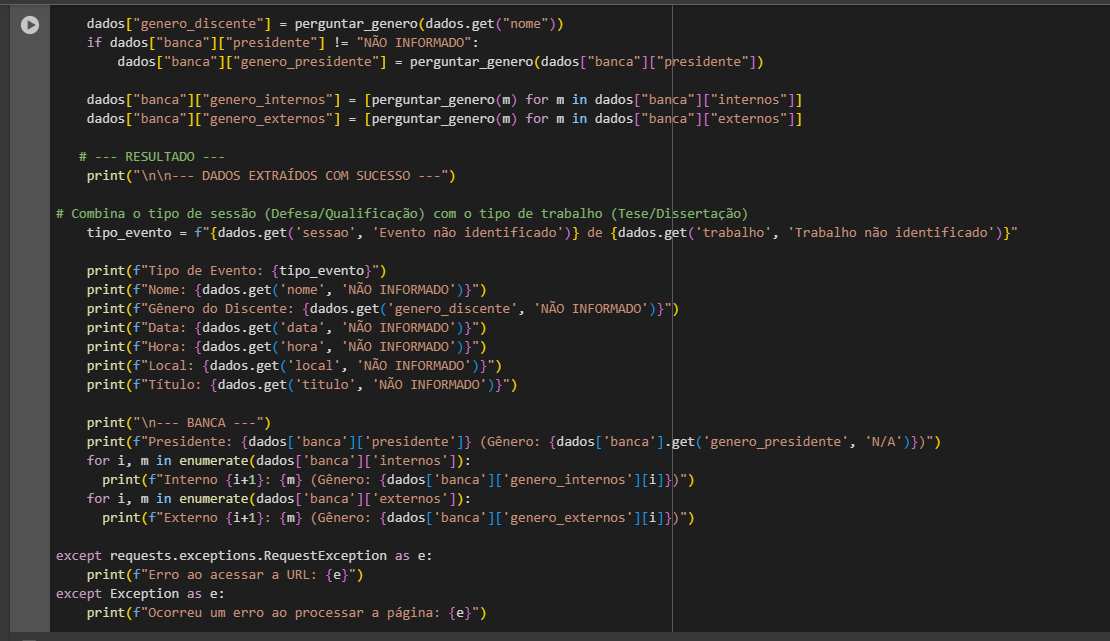 dados["genero_discente"] = perguntar_genero(dados.get("nome"))
if dados["banca"]["presidente"] != "NÃO INFORMADO":
dados["banca"]["genero_presidente"] = perguntar_genero(dados["banca"]["presidente"])
dados["banca"]["genero_internos"] = [perguntar_genero(m) for m in dados["banca"]["internos"]]
dados["banca"]["genero_externos"] = [perguntar_genero(m) for m in dados["banca"]["externos"]]
# --- RESULTADO ---
print("\n\n--- DADOS EXTRAÍDOS COM SUCESSO ---")
# Combina o tipo de sessão (Defesa/Qualificação) com o tipo de trabalho (Tese/Dissertação)
tipo_evento = f"{dados.get('sessao', 'Evento não identificado')} de {dados.get('trabalho', 'Trabalho não identificado')}"
print(f"Tipo de Evento: {tipo_evento}")
print(f"Nome: {dados.get('nome', 'NÃO INFORMADO')}")
print(f"Gênero do Discente: {dados.get('genero_discente', 'NÃO INFORMADO')}")
print(f"Data: {dados.get('data', 'NÃO INFORMADO')}")
print(f"Hora: {dados.get('hora', 'NÃO INFORMADO')}")
print(f"Local: {dados.get('local', 'NÃO INFORMADO')}")
print(f"Título: {dados.get('titulo', 'NÃO INFORMADO')}")
print("\n--- BANCA ---")
print(f"Presidente: {dados['banca']['presidente']} (Gênero: {dados['banca'].get('genero_presidente', 'N/A')})")
for i, m in enumerate(dados['banca']['internos']):
print(f"Interno {i+1}: {m} (Gênero: {dados['banca']['genero_internos'][i]})")
for i, m in enumerate(dados['banca']['externos']):
print(f"Externo {i+1}: {m} (Gênero: {dados['banca']['genero_externos'][i]})")
except requests.exceptions.RequestException as e:
print(f"Erro ao acessar a URL: {e}")
except Exception as e:
print(f"Ocorreu um erro ao processar a página: {e}")